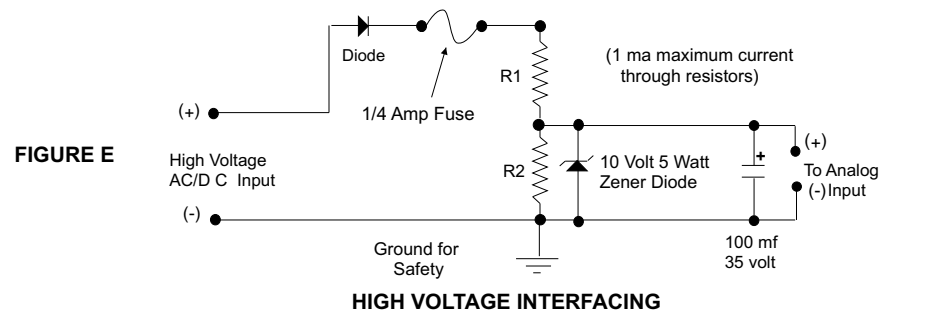 Diode
1/4 Amp Fuse
R1
(1 ma maximum current
through resistors)
(+)
FIGURE E
High Voltage
AC/D C Input
(-)
R2
10 Volt 5 Watt
Zener Diode
+
(+)
To Analog
(-)Input
100 mf
35 volt
Ground for
Safety
HIGH VOLTAGE INTERFACING